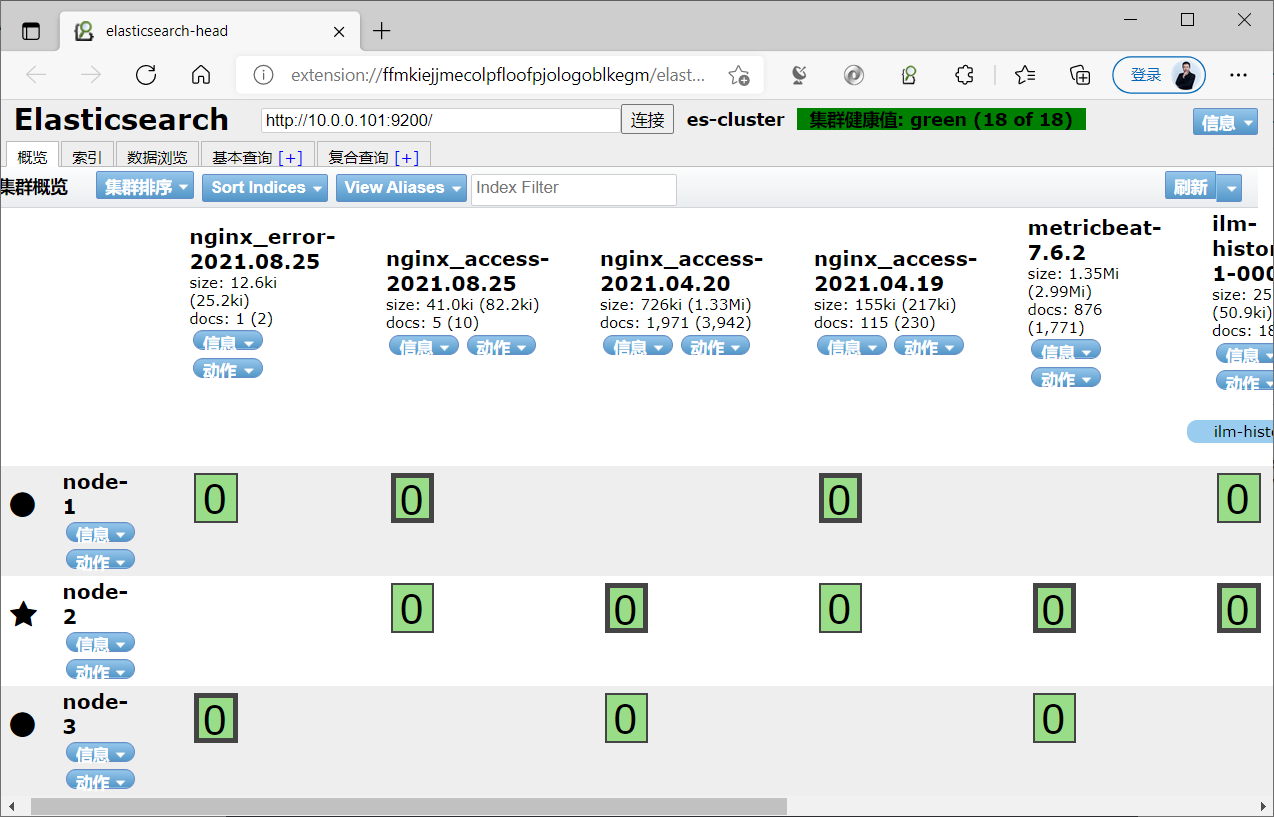 elasticsearch-head
extension://ffmkiejjmecolpfloofpjologoblkegm/elast...
登录
Elasticsearch
http://10.0.0.101:9200/
连接
es-cluster
集群健康值: green (18 of 18)
信息
概览
索引
数据浏览
基本查询 [+]
复合查询 [+]
集群概览
集群排序
Sort Indices
View Aliases
Index Filter
刷新
nginx_error-
2021.08.25
size: 12.6ki
(25.2ki)
docs: 1 (2)
信息
动作
nginx_access-
2021.08.25
size: 41.0ki (82.2ki)
docs: 5 (10)
信息 动作
nginx_access-
2021.04.20
size: 726ki (1.33Mi)
docs: 1,971 (3,942)
信息 动作
nginx_access-
2021.04.19
size: 155ki (217ki)
docs: 115 (230)
信息 动作
metricbeat-
7.6.2
size: 1.35Mi
(2.99Mi)
docs: 876
(1,771)
信息
动作
ilm-
histor
1-000
size: 25
(50.9ki)
docs: 18
信息
动作
ilm-histo
node-
1
信息
动作
0 0 0 0
node-
2
信息
动作
0 0 0 0 0
node-
3
信息
动作
0 0 0